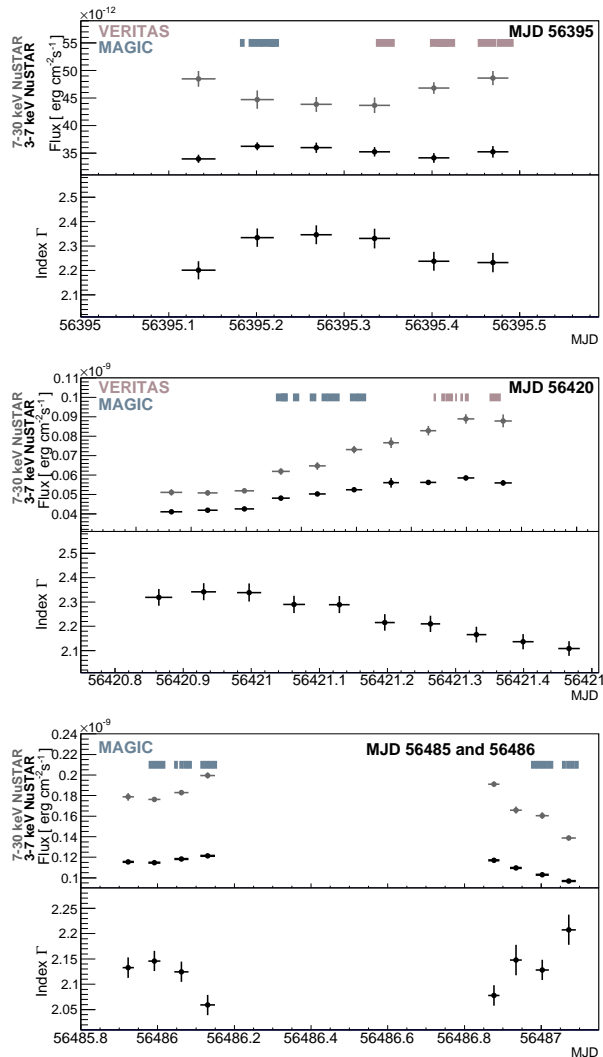 ×10⁻¹²
VERITAS
MAGIC
MJD 56395
7-30 keV NuSTAR
3-7 keV NuSTAR
Flux [ erg cm⁻²s⁻¹]
55
50
45
40
35
Index Γ
2.5
2.4
2.3
2.2
2.1
56395 56395.1 56395.2 56395.3 56395.4 56395.5
MJD
×10⁻⁹
VERITAS
MAGIC
MJD 56420
7-30 keV NuSTAR
3-7 keV NuSTAR
Flux [ erg cm⁻²s⁻¹]
0.11
0.1
0.09
0.08
0.07
0.06
0.05
0.04
Index Γ
2.5
2.4
2.3
2.2
2.1
56420.8 56420.9 56421 56421.1 56421.2 56421.3 56421.4 56421
MJD
×10⁻⁹
MAGIC
MJD 56485 and 56486
7-30 keV NuSTAR
3-7 keV NuSTAR
Flux [ erg cm⁻²s⁻¹]
0.24
0.22
0.2
0.18
0.16
0.14
0.12
0.1
Index Γ
2.25
2.2
2.15
2.1
2.05
56485.8 56486 56486.2 56486.4 56486.6 56486.8 56487
MJD